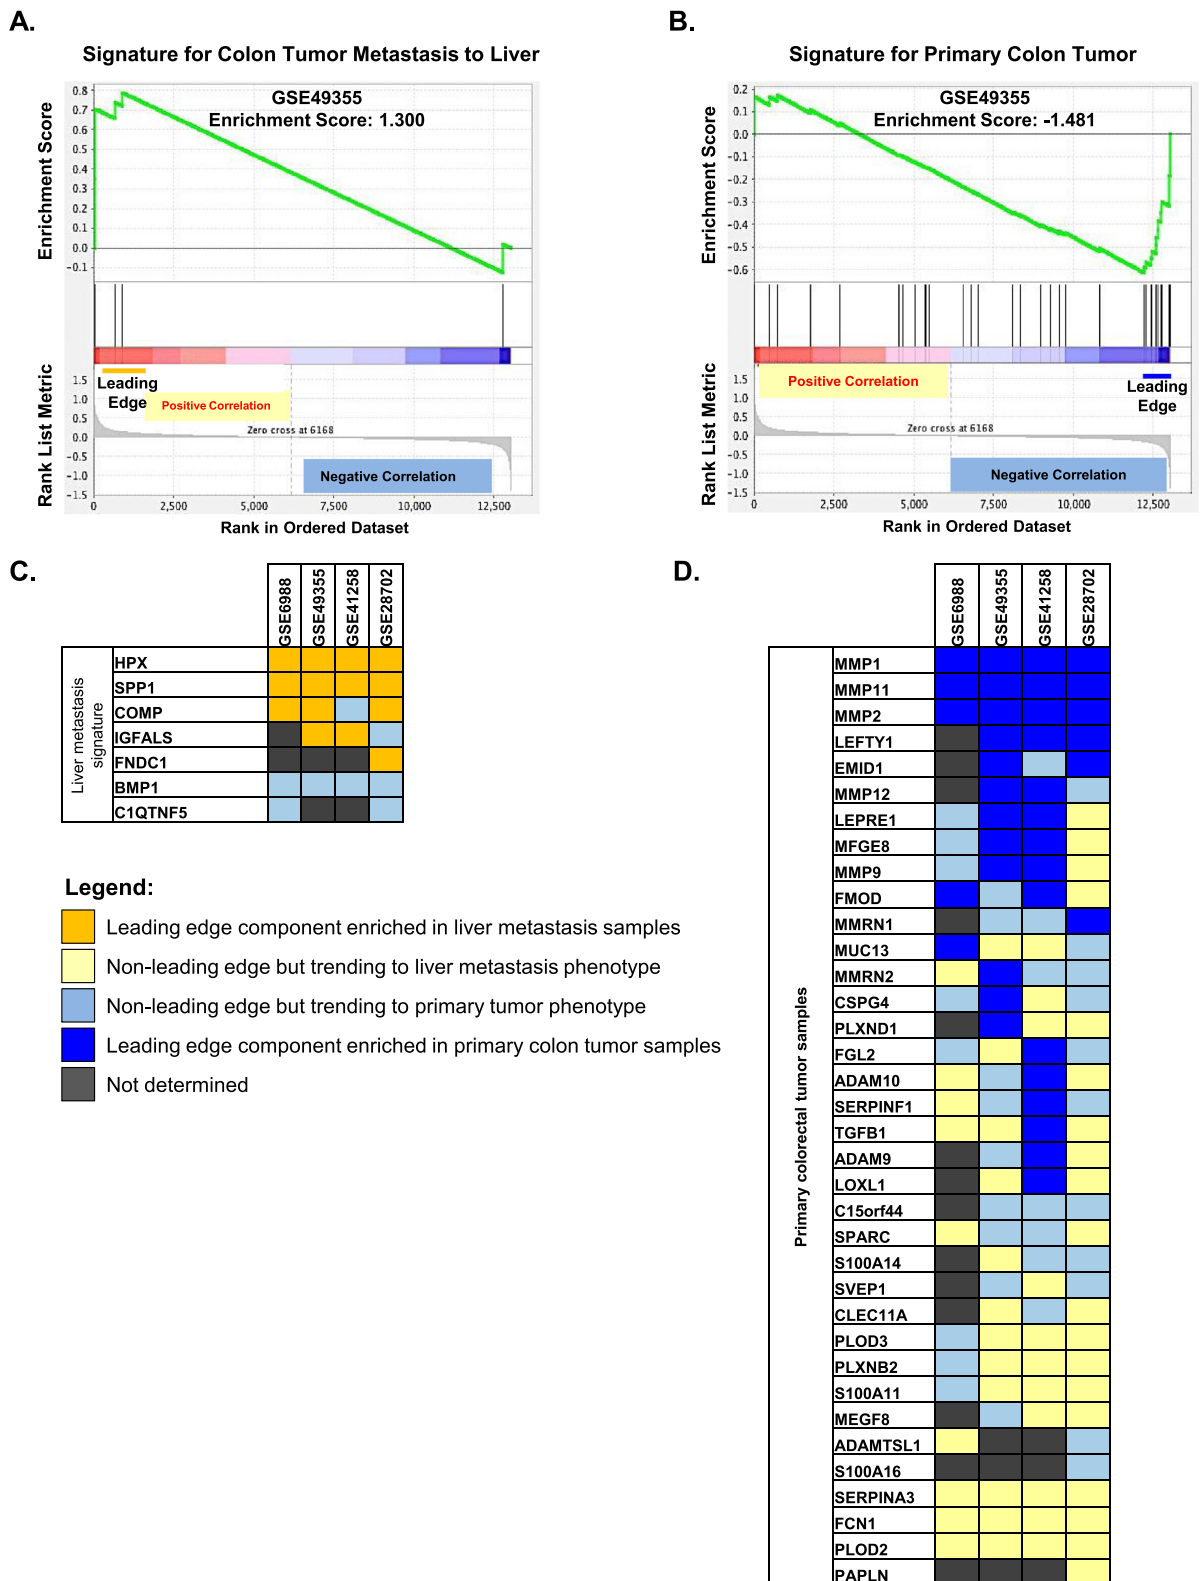 A.
Signature for Colon Tumor Metastasis to Liver
GSE49355
Enrichment Score: 1.300
Enrichment Score
0.8
0.7
0.6
0.5
0.4
0.3
0.2
0.1
0.0
-0.1
Leading
Edge
Positive Correlation
Zero cross at 6168
Negative Correlation
Rank List Metric
1.5
1.0
0.5
0.0
-0.5
-1.0
-1.5
0 2,500 5,000 7,500 10,000 12,500
Rank in Ordered Dataset
B.
Signature for Primary Colon Tumor
GSE49355
Enrichment Score: -1.481
Enrichment Score
0.2
0.1
0.0
-0.1
-0.2
-0.3
-0.4
-0.5
-0.6
Positive Correlation
Leading
Edge
Zero cross at 6168
Negative Correlation
Rank List Metric
1.5
1.0
0.5
0.0
-0.5
-1.0
-1.5
0 2,500 5,000 7,500 10,000 12,500
Rank in Ordered Dataset
C.
GSE6988
GSE49355
GSE41258
GSE28702
Liver metastasis
signature
HPX
SPP1
COMP
IGFALS
FNDC1
BMP1
C1QTNF5
Legend:
Leading edge component enriched in liver metastasis samples
Non-leading edge but trending to liver metastasis phenotype
Non-leading edge but trending to primary tumor phenotype
Leading edge component enriched in primary colon tumor samples
Not determined
D.
GSE6988
GSE49355
GSE41258
GSE28702
Primary colorectal tumor samples
MMP1
MMP11
MMP2
LEFTY1
EMID1
MMP12
LEPRE1
MFGE8
MMP9
FMOD
MMRN1
MUC13
MMRN2
CSPG4
PLXND1
FGL2
ADAM10
SERPINF1
TGFB1
ADAM9
LOXL1
C15orf44
SPARC
S100A14
SVEP1
CLEC11A
PLOD3
PLXNB2
S100A11
MEGF8
ADAMTSL1
S100A16
SERPINA3
FCN1
PLOD2
PAPLN